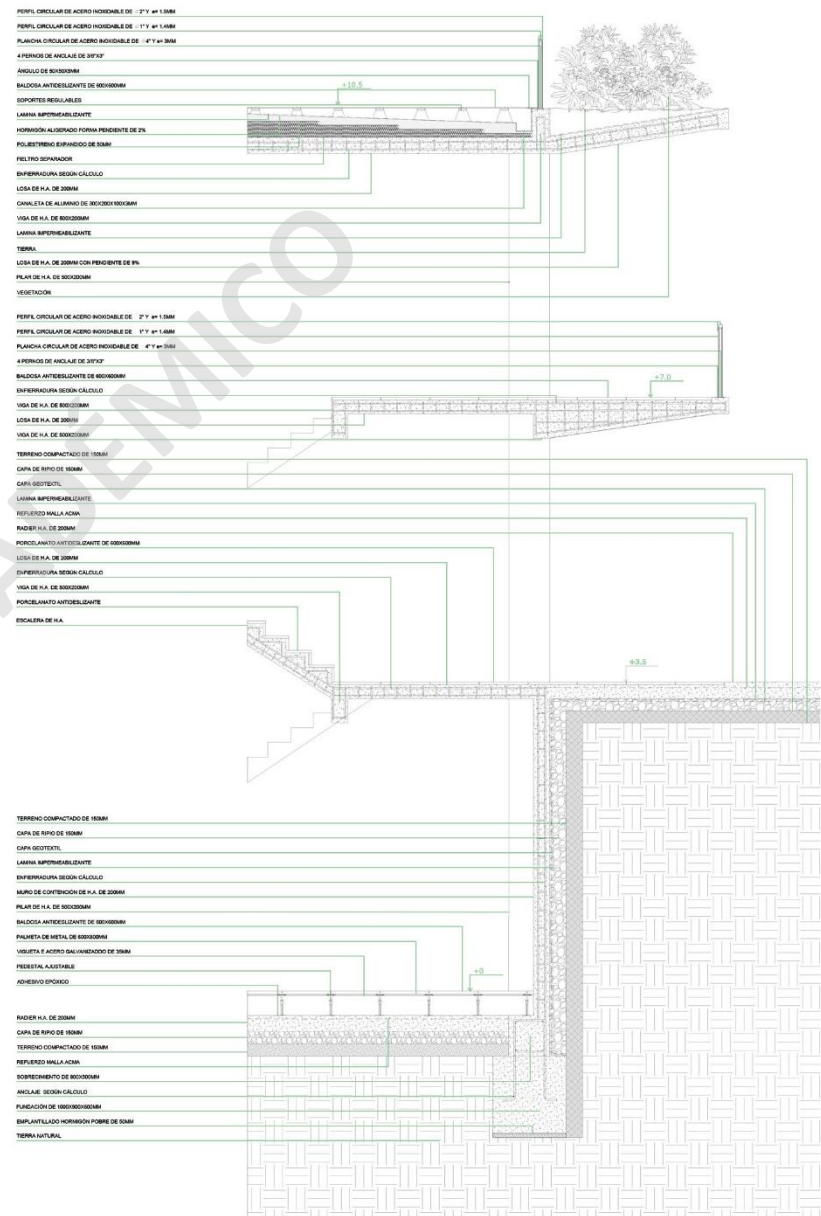 PERFIL CIRCULAR DE ACERO INOXIDABLE DE 2" Y e= 1.5MM
PERFIL CIRCULAR DE ACERO INOXIDABLE DE 1" Y e= 1.4MM
PLANCHA CIRCULAR DE ACERO INOXIDABLE DE 4" Y e= 3MM
4 PERNOS DE ANCLAJE DE 3/8"X3"
ÁNGULO DE 50X50X5MM
BALDOSA ANTIDESLIZANTE DE 600X600MM
+10.5
SOPORTES REGULABLES
LAMINA IMPERMEABILIZANTE
HORMIGÓN ALIGERADO FORMA PENDIENTE DE 2%
POLIESTIRENO EXPANDIDO DE 50MM
FIELTRO SEPARADOR
ENFIERRADURA SEGÚN CÁLCULO
LOSA DE H.A. DE 200MM
CANALETA DE ALUMINIO DE 300X200X100X3MM
VIGA DE H.A. DE 500X200MM
LAMINA IMPERMEABILIZANTE
TIERRA
LOSA DE H.A. DE 200MM CON PENDIENTE DE 9%
PILAR DE H.A. DE 500X200MM
VEGETACIÓN
PERFIL CIRCULAR DE ACERO INOXIDABLE DE 2" Y e= 1.5MM
PERFIL CIRCULAR DE ACERO INOXIDABLE DE 1" Y e= 1.4MM
PLANCHA CIRCULAR DE ACERO INOXIDABLE DE 4" Y e= 3MM
4 PERNOS DE ANCLAJE DE 3/8"X3"
BALDOSA ANTIDESLIZANTE DE 600X600MM
+7.0
ENFIERRADURA SEGÚN CÁLCULO
VIGA DE H.A. DE 500X200MM
LOSA DE H.A. DE 200MM
VIGA DE H.A. DE 500X200MM
TERRENO COMPACTADO DE 150MM
CAPA DE RIPIO DE 150MM
CAPA GEOTEXTIL
LAMINA IMPERMEABILIZANTE
REFUERZO MALLA ACMA
RADIER H.A. DE 200MM
PORCELANATO ANTIDESLIZANTE DE 600X600MM
LOSA DE H.A. DE 200MM
ENFIERRADURA SEGÚN CÁLCULO
VIGA DE H.A. DE 500X200MM
PORCELANATO ANTIDESLIZANTE
ESCALERA DE H.A.
+3.5
TERRENO COMPACTADO DE 150MM
CAPA DE RIPIO DE 150MM
CAPA GEOTEXTIL
LAMINA IMPERMEABILIZANTE
ENFIERRADURA SEGÚN CÁLCULO
MURO DE CONTENCIÓN DE H.A. DE 200MM
PILAR DE H.A. DE 500X200MM
BALDOSA ANTIDESLIZANTE DE 600X600MM
PALMETA DE METAL DE 600X600MM
VIGUETA E ACERO GALVANIZADDO DE 35MM
+0
PEDESTAL AJUSTABLE
ADHESIVO EPÓXICO
RADIER H.A. DE 200MM
CAPA DE RIPIO DE 150MM
TERRENO COMPACTADO DE 150MM
REFUERZO MALLA ACMA
SOBRECIMIENTO DE
ANCLAJE SEGÚN CÁLCULO
FUNDACIÓN DE
EMPLANTILLADO HORMIGÓN POBRE DE 50MM
TIERRA NATURAL
ADÉMICO